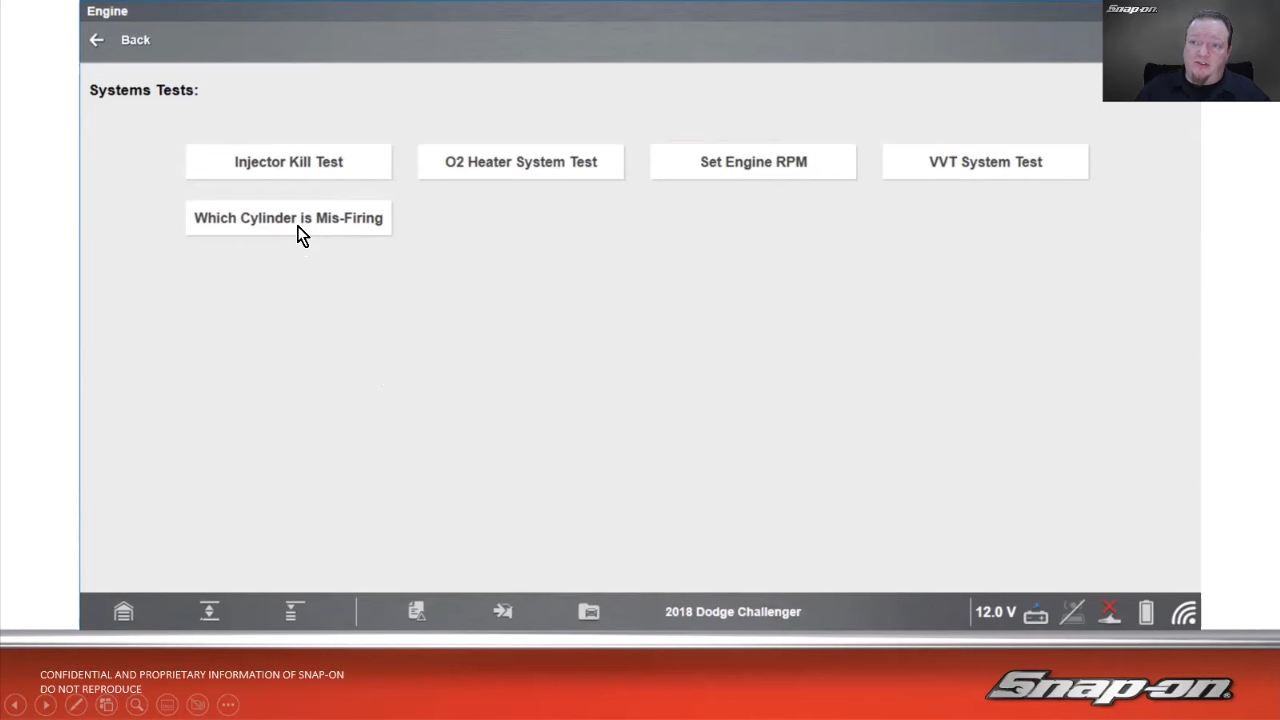 Engine
Back
Snap-on
Systems Tests:
Injector Kill Test
O2 Heater System Test
Set Engine RPM
VVT System Test
Which Cylinder is Mis-Firing
2018 Dodge Challenger
12.0 V
CONFIDENTIAL AND PROPRIETARY INFORMATION OF SNAP-ON
DO NOT REPRODUCE
Snap-on